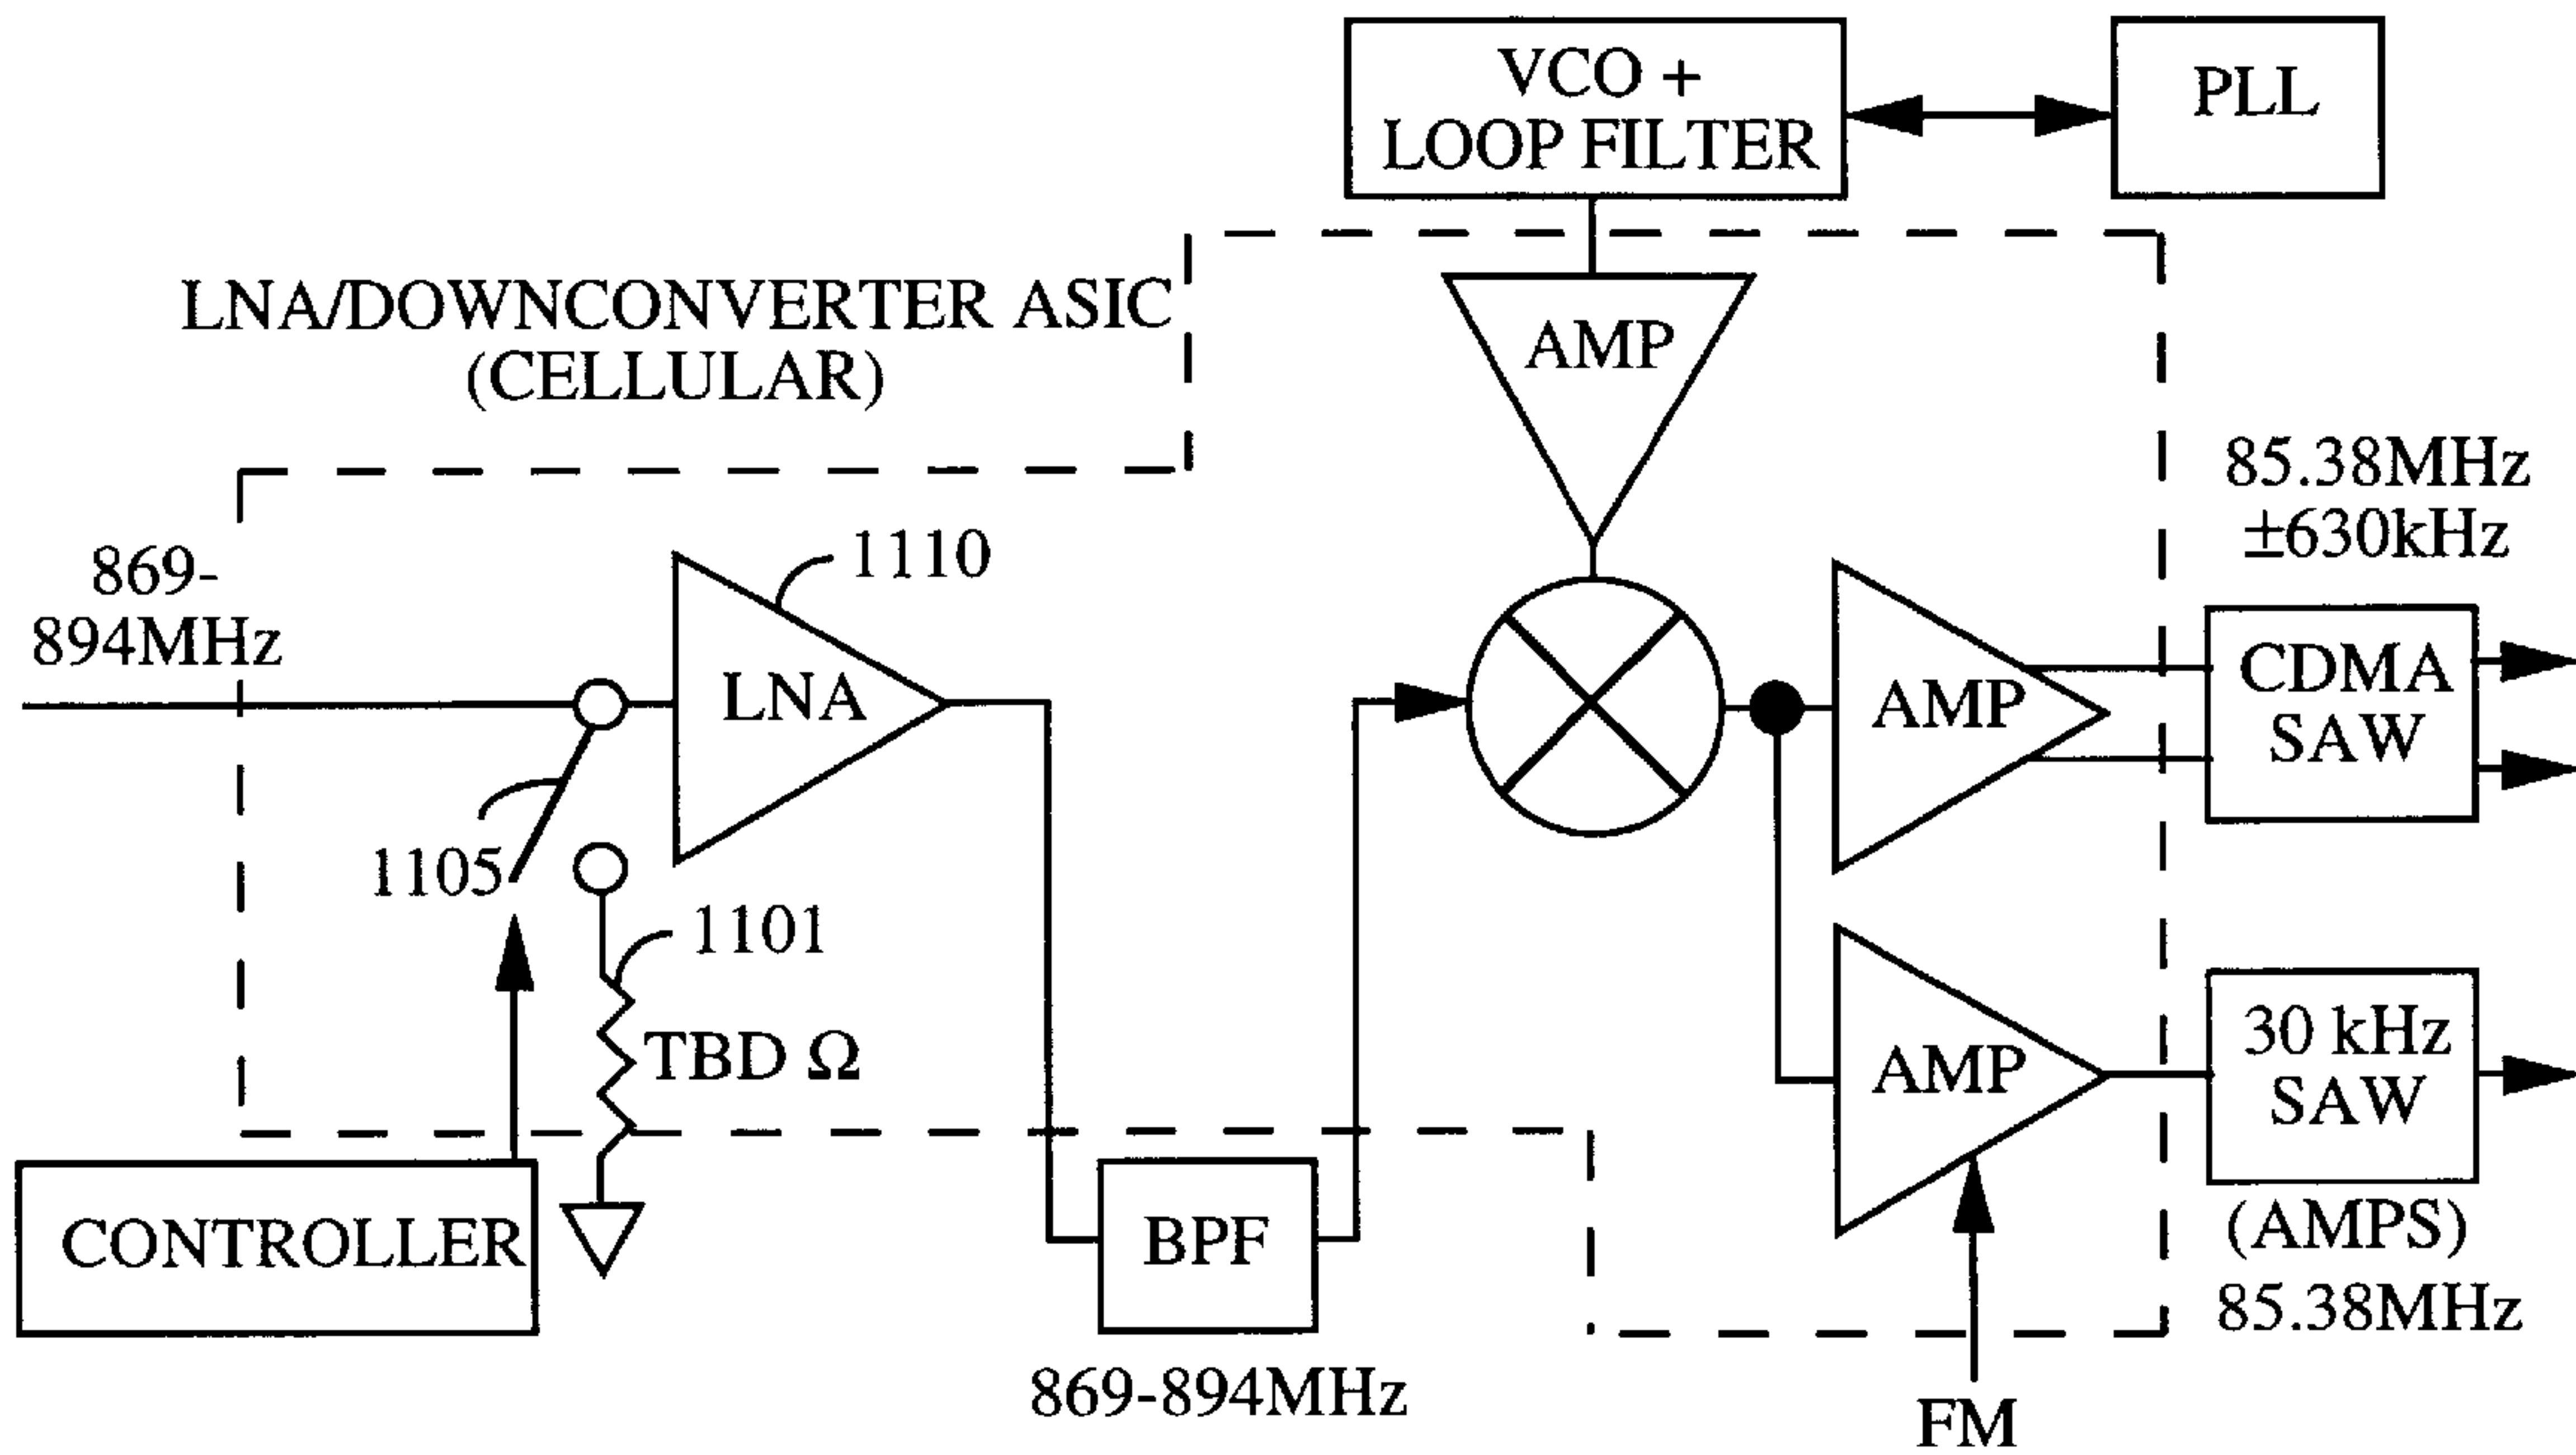 VCO +
LOOP FILTER
PLL
LNA/DOWNCONVERTER ASIC
(CELLULAR)
AMP
85.38MHz
±630kHz
869-
894MHz
1110
LNA
AMP
CDMA
SAW
1105
1101
TBD Ω
AMP
30 kHz
SAW
CONTROLLER
BPF
(AMPS)
85.38MHz
869-894MHz
FM